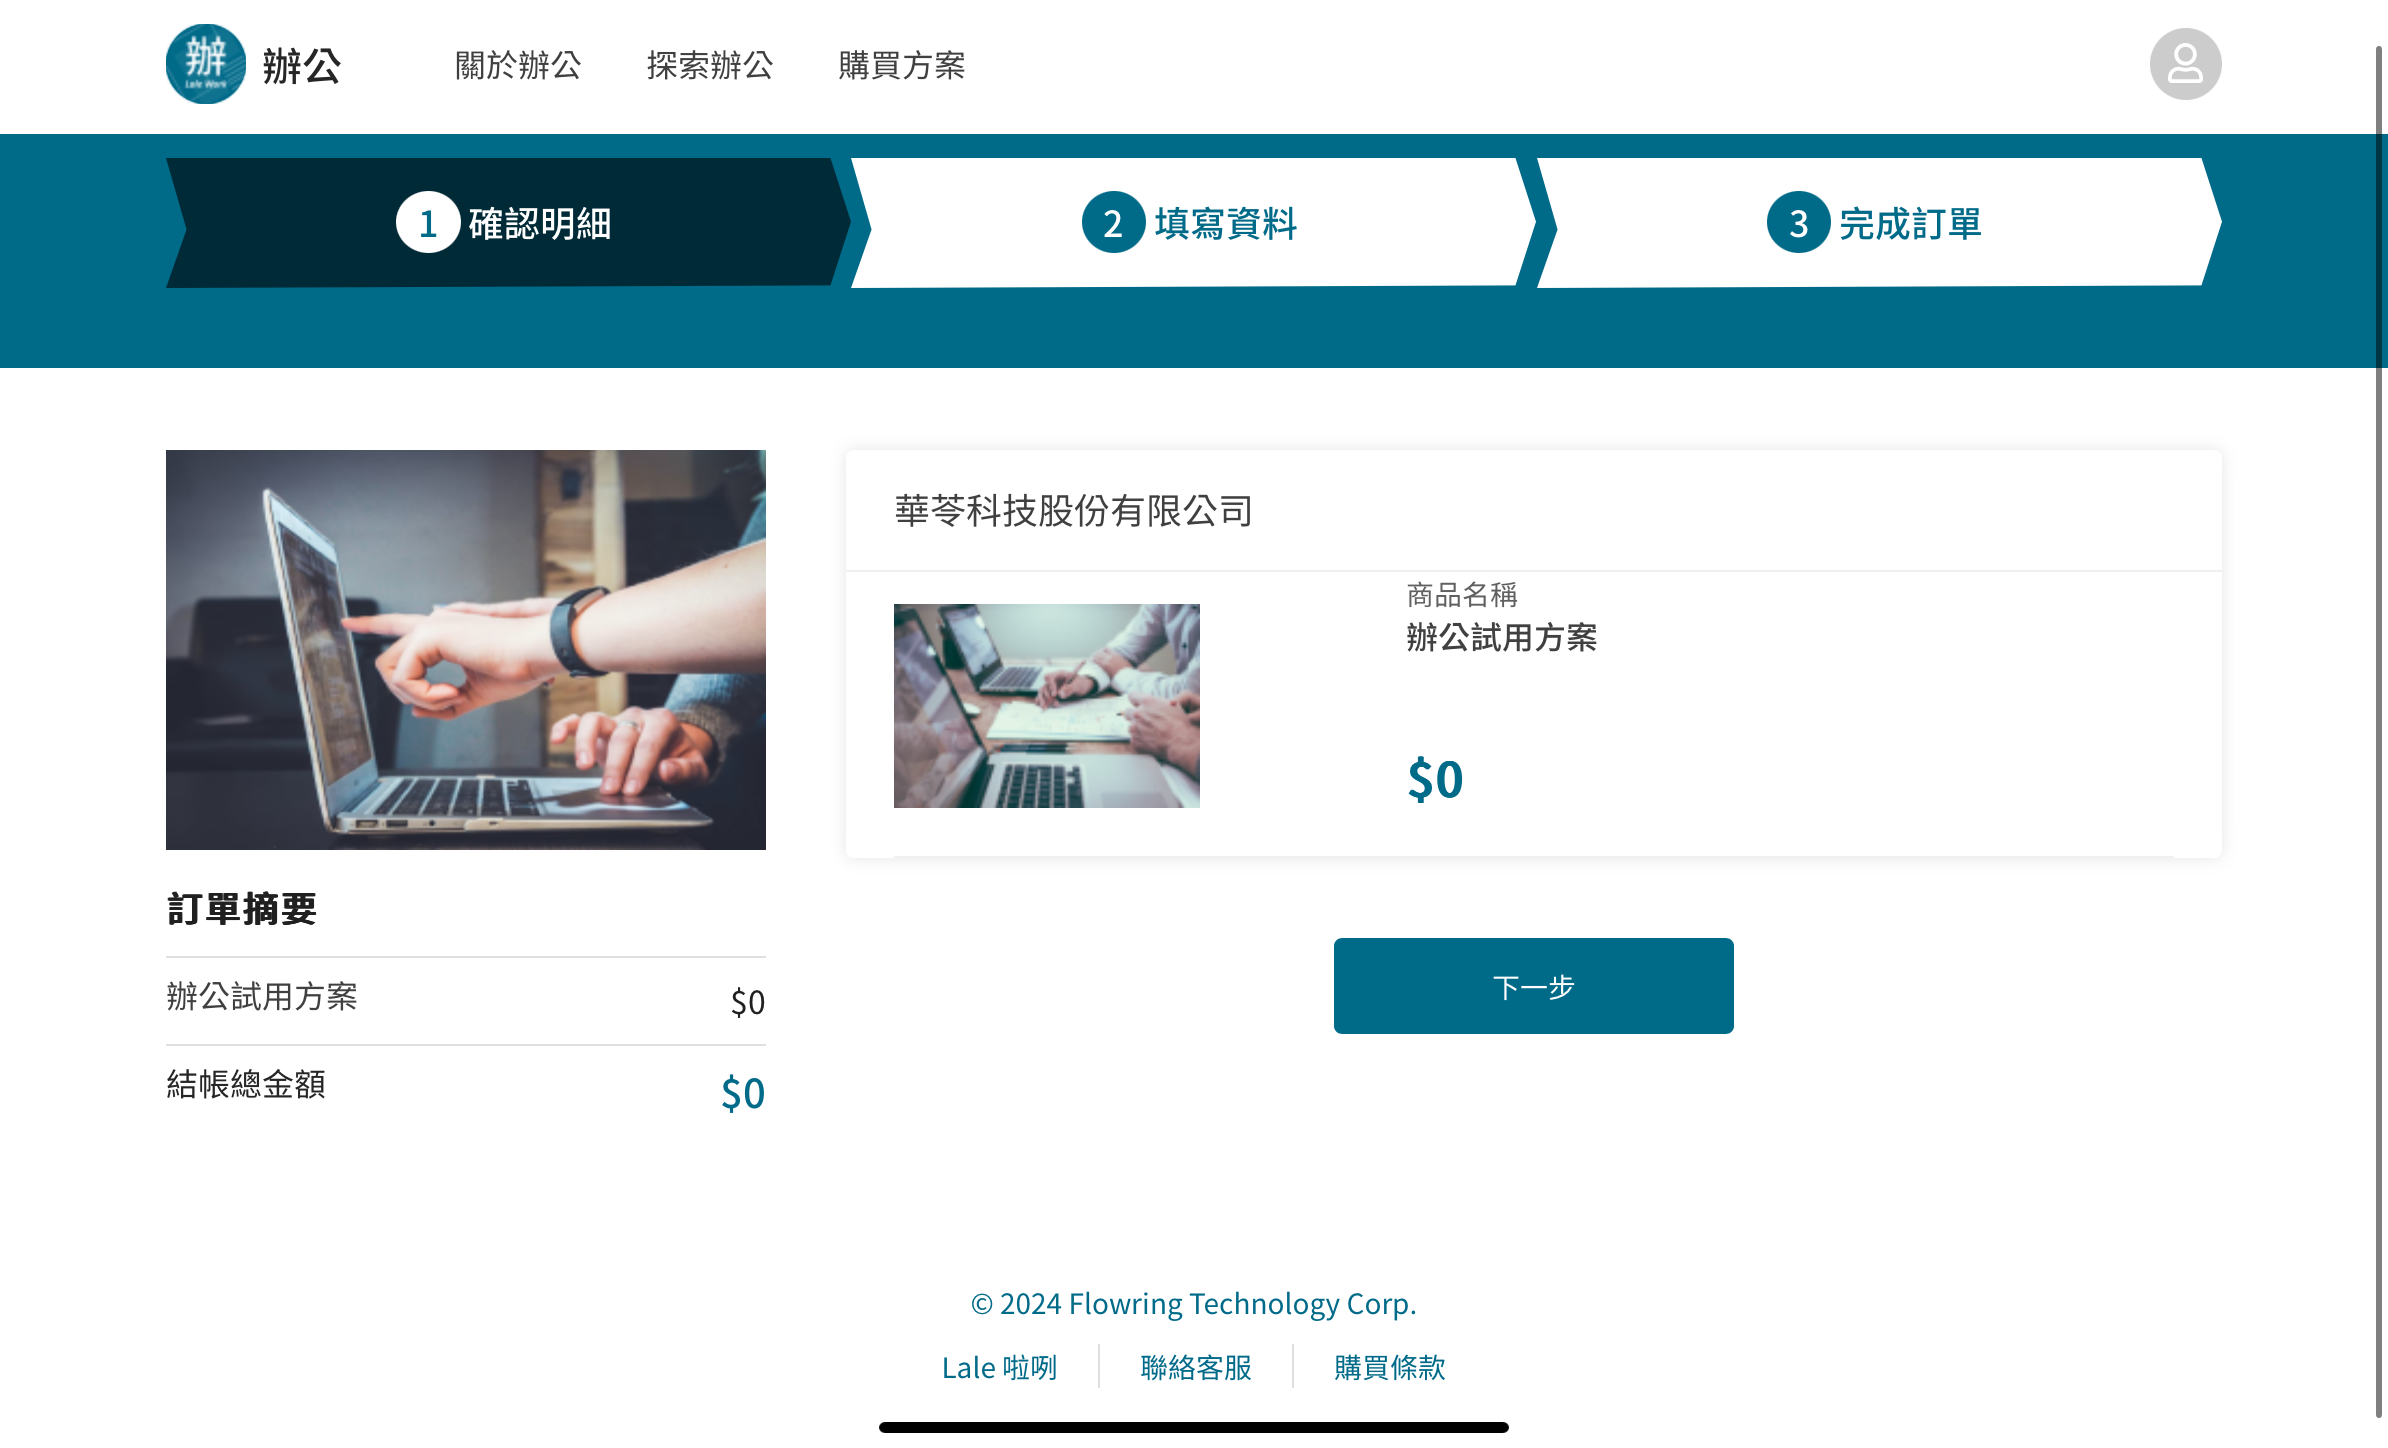 辦
Lale Work
辦公
關於辦公
探索辦公
購買方案
1 確認明細
2 填寫資料
3 完成訂單
華苓科技股份有限公司
商品名稱
辦公試用方案
$0
訂單摘要
辦公試用方案 $0
結帳總金額 $0
下一步
© 2024 Flowring Technology Corp.
Lale 啦咧
聯絡客服
購買條款